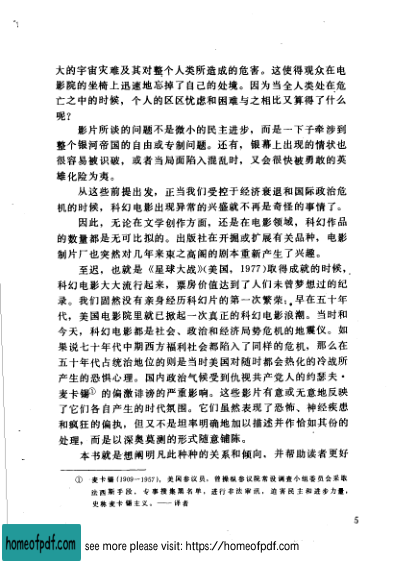 大的宇宙灾难及其对整个人类所造成的危害。这使得观众在电
影院的坐椅上迅速地忘掉了自己的处境。因为当全人类处在危
亡之中的时候，个人的区区忧虑和困难与之相比又算得了什么
呢？
影片所谈的问题不是微小的民主进步，而是一下子牵涉到
整个银河帝国的自由或专制问题。还有，银幕上出现的情状也
很容易被识破，或者当局面陷入混乱时，又会很快被勇敢的英
雄化险为夷。
从这些前提出发，正当我们受控于经济衰退和国际政治危
机的时候，科幻电影出现异常的兴盛就不再是奇怪的事情了。
因此，无论在文学创作方面，还是在电影领域，科幻作品
的数量都是无可比拟的。出版社在开掘或扩展有关品种，电影
制片厂也突然对几年来束之高阁的剧本重新产生了兴趣。
至迟，也就是《星球大战》（美国，1977）取得成就的时候，
科幻电影大大流行起来，票房价值达到了人们未曾梦想过的纪
录。我们固然没有亲身经历科幻片的第一次繁荣：早在五十年
代，美国电影院里就已掀起一次真正的科幻电影浪潮。当时和
今天，科幻电影都是社会、政治和经济局势危机的地震仪。如
果说七十年代中期西方福利社会都陷入了同样的危机，那么在
五十年代占统治地位的则是当时美国对随时都会热化的冷战所
产生的恐惧心理。国内政治气候受到仇视共产党人的约瑟夫·
麦卡锡①的偏激诽谤的严重影响。这些影片有意或无意地反映
了它们各自产生的时代氛围。它们虽然表现了恐怖、神经疾患
和疯狂的偏执，但又不是坦率明确地加以描述并作恰如其份的
处理，而是以深奥莫测的形式随意铺陈。
本书就是想阐明凡此种种的关系和倾向，并帮助读者更好
① 麦卡锡（1909—1957），美国参议员，曾操纵参议院常设调查小组委员会采取
法西斯手段，专事搜集黑名单，进行非法审讯，迫害民主和进步力量，
史称麦卡锡主义。——译者
5
homeofpdf.com see more please visit: https://homeofpdf.com